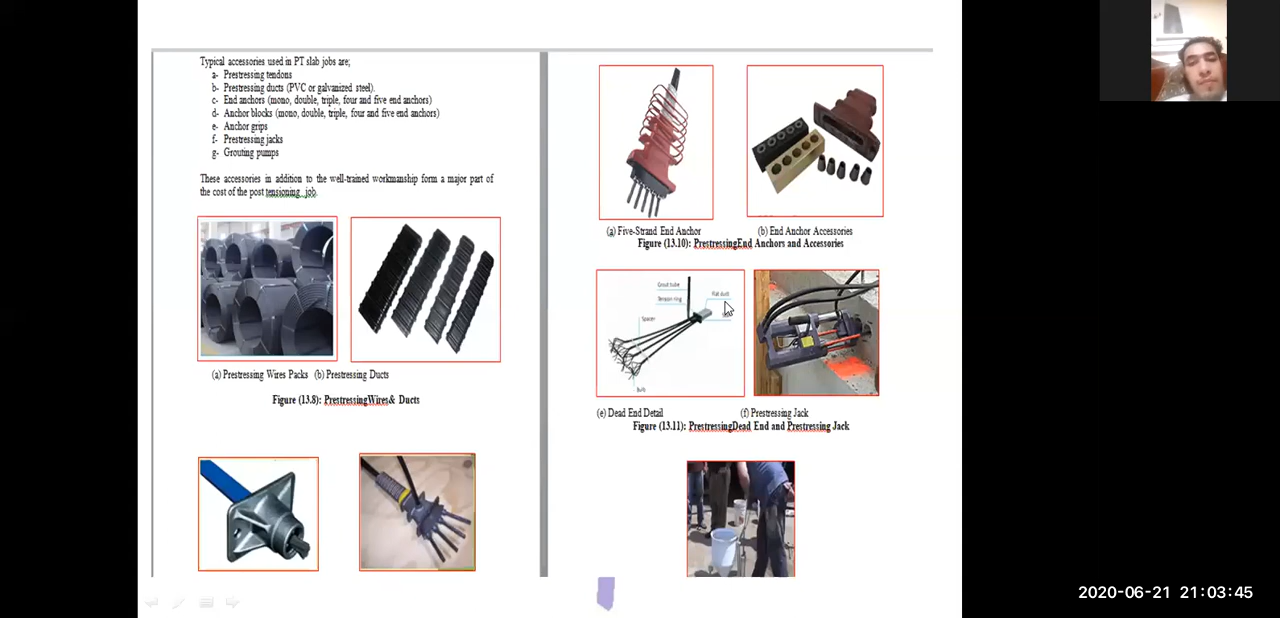 Typical accessories used in PT slab jobs are;
a- Prestressing tendons
b- Prestressing ducts (PVC or galvanized steel).
c- End anchors (mono, double, triple, four and five end anchors)
d- Anchor blocks (mono, double, triple, four and five end anchors)
e- Anchor grips
f- Prestressing jacks
g- Grouting pumps
These accessories in addition to the well-trained workmanship form a major part of
the cost of the post tensioning job.
(a) Prestressing Wires Packs (b) Prestressing Ducts
Figure (13.8): PrestressingWires& Ducts
(a) Five-Strand End Anchor (b) End Anchor Accessories
Figure (13.10): PrestressingEnd Anchors and Accessories
Grout tube
Tension ring
Flat duct
Spacer
Bulb
(e) Dead End Detail (f) Prestressing Jack
Figure (13.11): PrestressingDead End and Prestressing Jack
2020-06-21 21:03:45